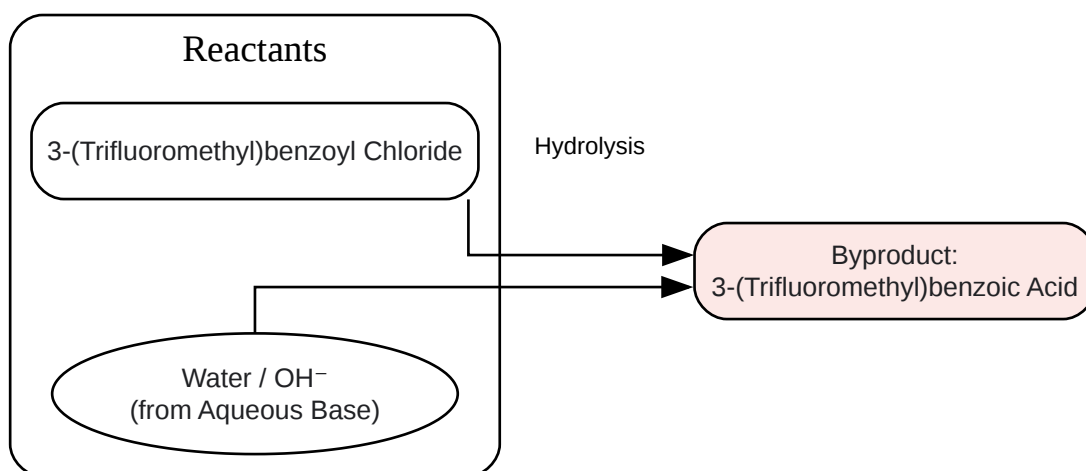 Reactants
3-(Trifluoromethyl)benzoyl Chloride
Hydrolysis
Byproduct:
3-(Trifluoromethyl)benzoic Acid
Water / OH⁻
(from Aqueous Base)